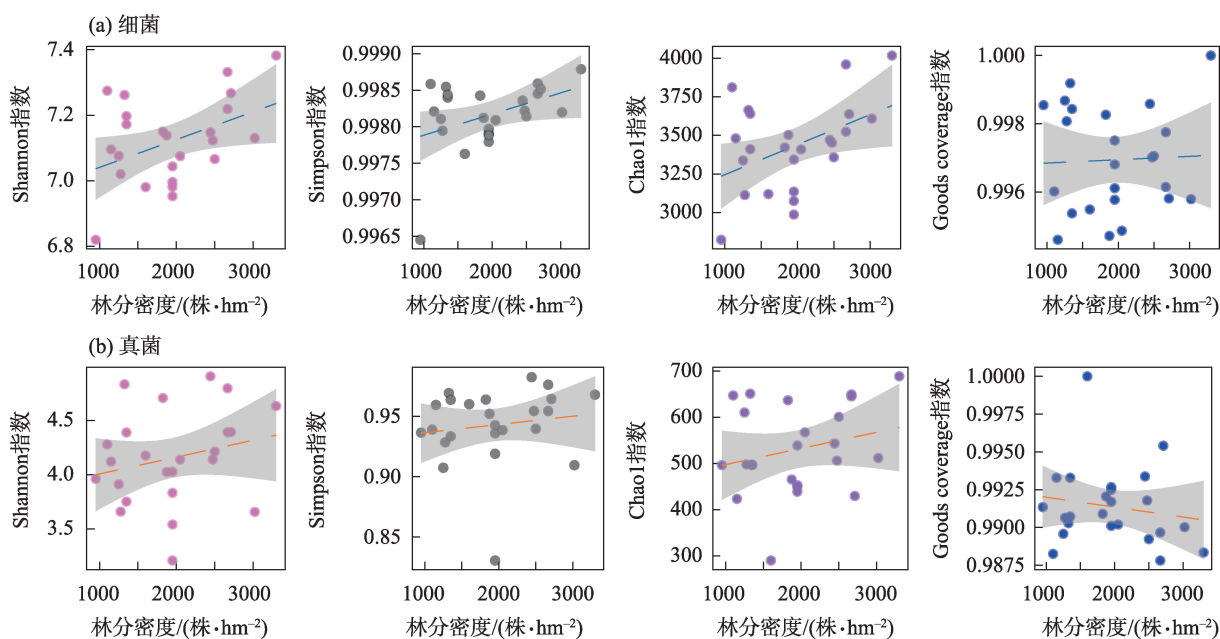 (a) 细菌
Shannon指数
7.4
7.2
7.0
6.8
1000 2000 3000
林分密度/(株·hm⁻²)
Simpson指数
0.9990
0.9985
0.9980
0.9975
0.9970
0.9965
1000 2000 3000
林分密度/(株·hm⁻²)
Chao1指数
4000
3750
3500
3250
3000
1000 2000 3000
林分密度/(株·hm⁻²)
Goods coverage指数
1.000
0.998
0.996
1000 2000 3000
林分密度/(株·hm⁻²)
(b) 真菌
Shannon指数
4.5
4.0
3.5
1000 2000 3000
林分密度/(株·hm⁻²)
Simpson指数
0.95
0.90
0.85
1000 2000 3000
林分密度/(株·hm⁻²)
Chao1指数
700
600
500
400
300
1000 2000 3000
林分密度/(株·hm⁻²)
Goods coverage指数
1.0000
0.9975
0.9950
0.9925
0.9900
0.9875
1000 2000 3000
林分密度/(株·hm⁻²)